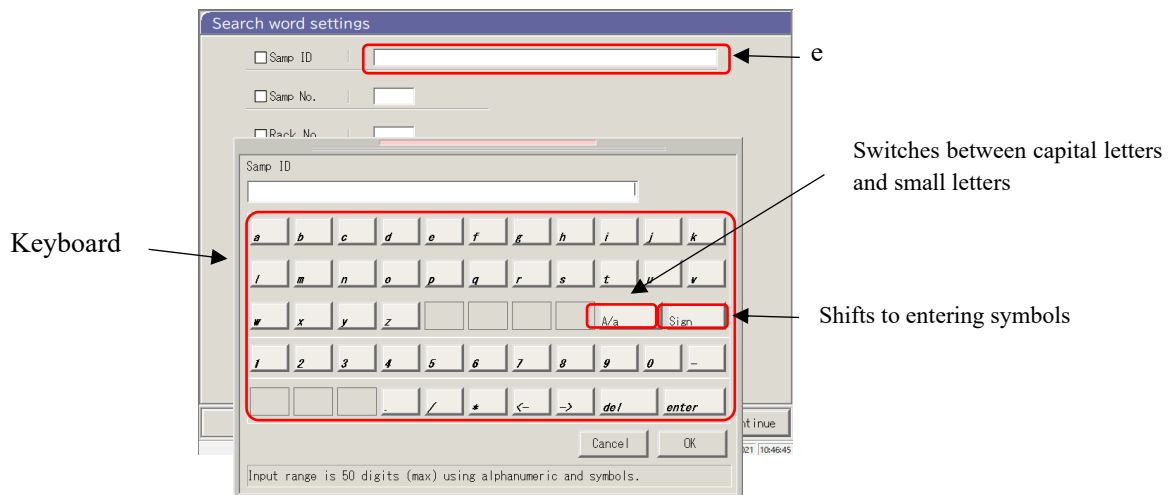 Search word settings
Samp ID
e
Samp No.
Rack No
Samp ID
Switches between capital letters
and small letters
Keyboard
a b c d e f g h i j k
l m n o p q r s t u v
w x y z A/a Sign
Shifts to entering symbols
1 2 3 4 5 6 7 8 9 0 -
. / * <- -> del enter
ntinue
Cancel OK
021 10:46:45
Input range is 50 digits (max) using alphanumeric and symbols.